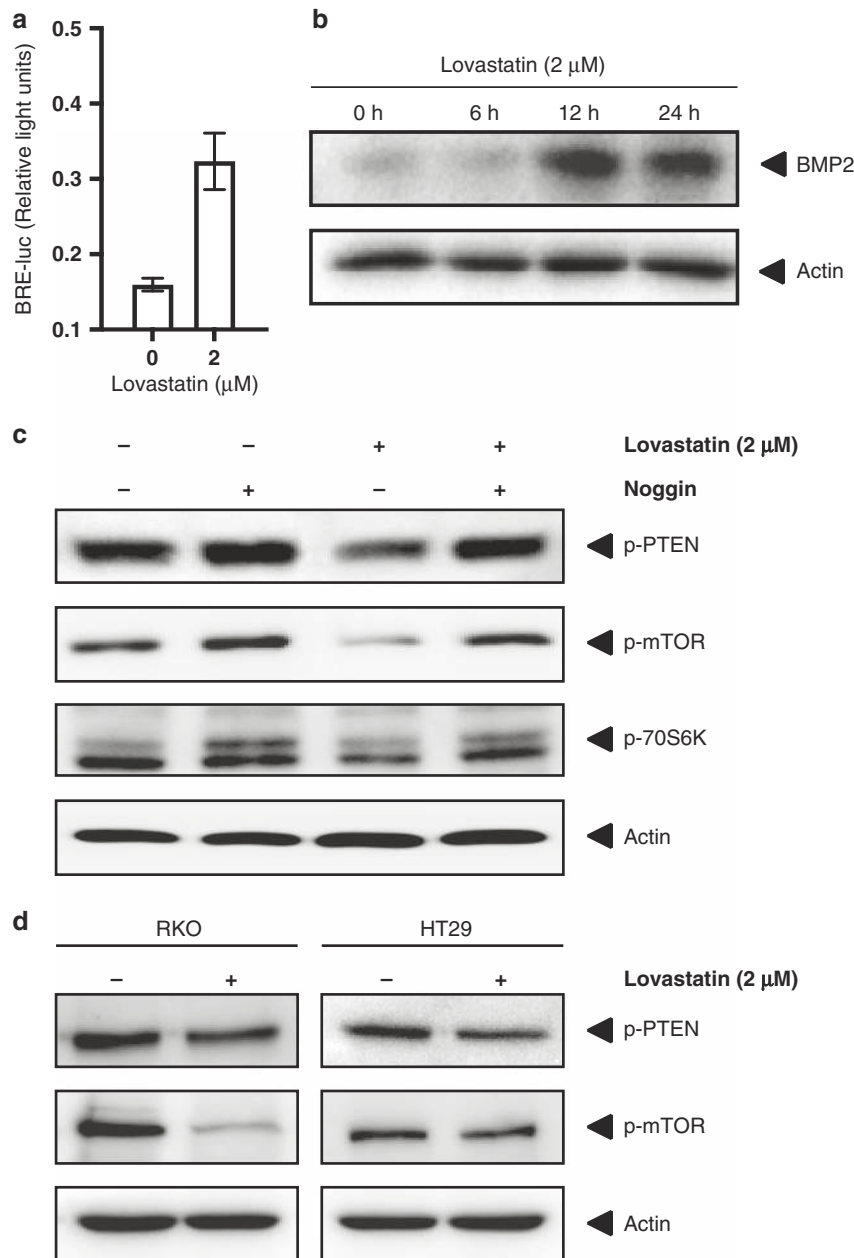 a
0.5
0.4
0.3
0.2
0.1
BRE-luc (Relative light units)
0 2
Lovastatin (μM)
b
Lovastatin (2 μM)
0 h 6 h 12 h 24 h
BMP2
Actin
c
– – + + Lovastatin (2 μM)
– + – + Noggin
p-PTEN
p-mTOR
p-70S6K
Actin
d
RKO HT29
– + – + Lovastatin (2 μM)
p-PTEN
p-mTOR
Actin